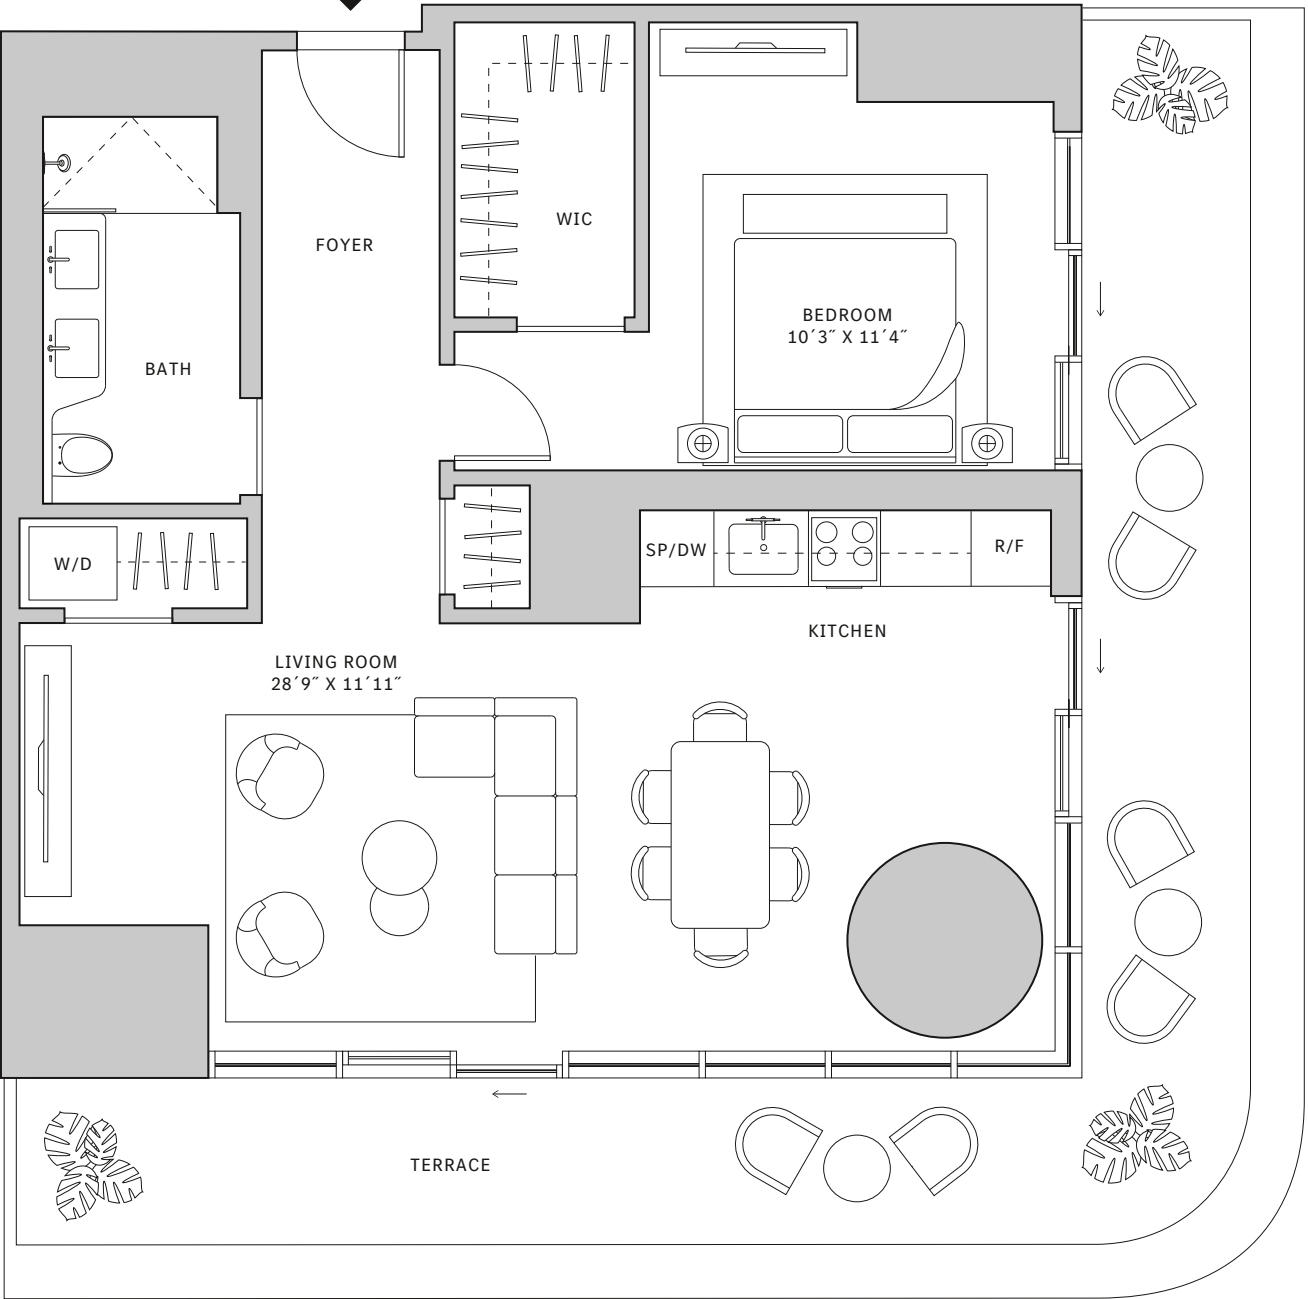 WIC
FOYER
BEDROOM
10´3˝ X 11´4˝
BATH
SP/DW
R/F
W/D
KITCHEN
LIVING ROOM
28´9˝ X 11´11˝
TERRACE